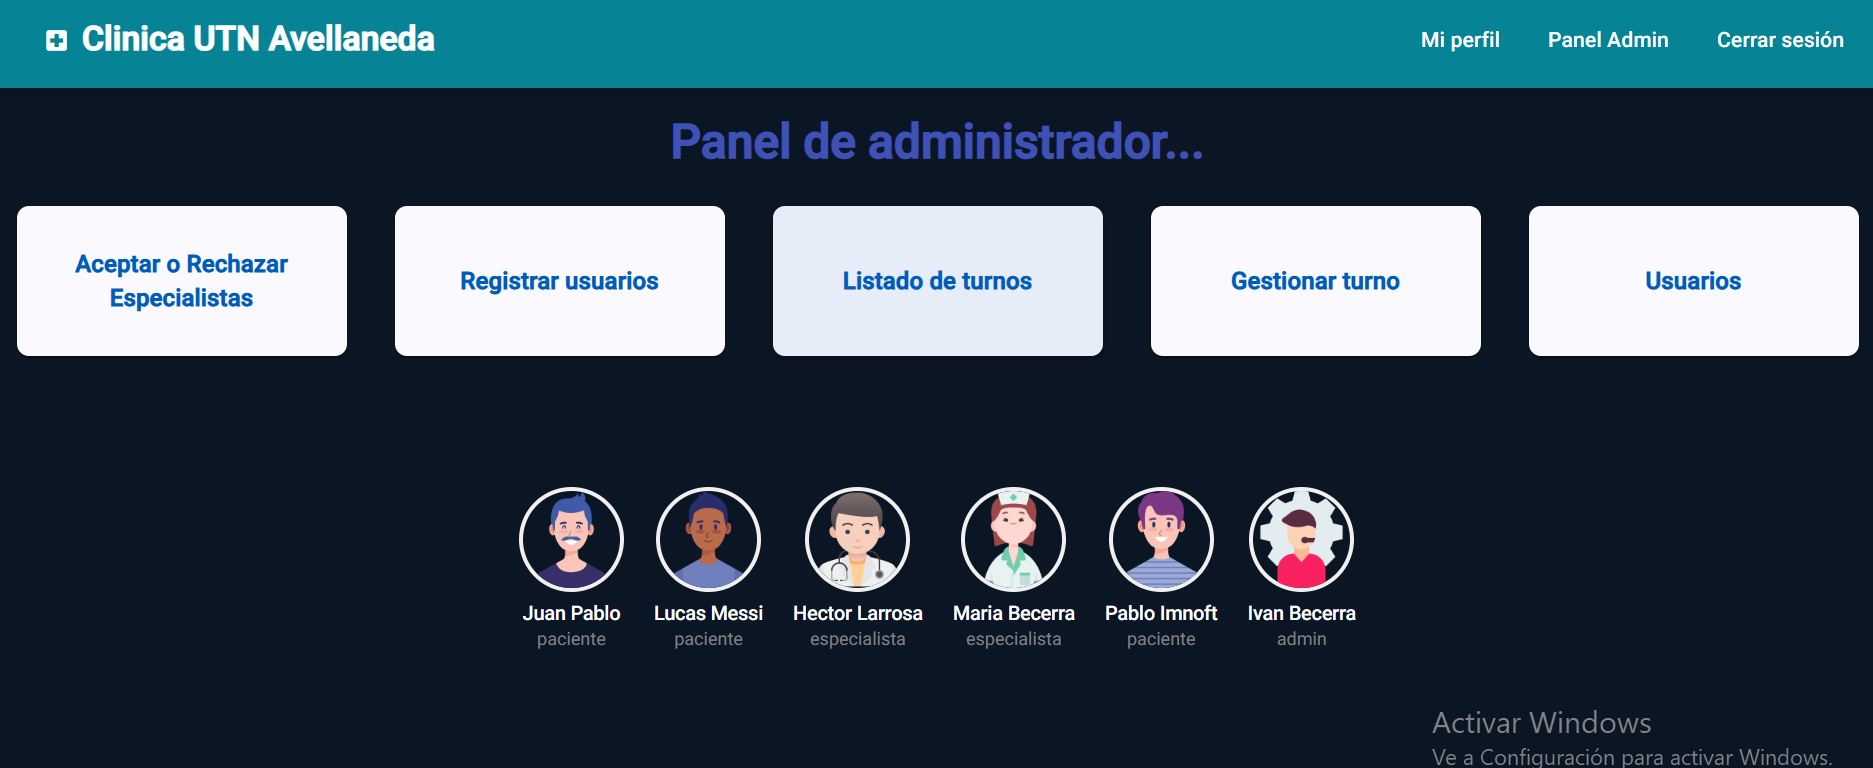 Clinica UTN Avellaneda
Mi perfil
Panel Admin
Cerrar sesión
Panel de administrador...
Aceptar o Rechazar
Especialistas
Registrar usuarios
Listado de turnos
Gestionar turno
Usuarios
Juan Pablo
paciente
Lucas Messi
paciente
Hector Larrosa
especialista
Maria Becerra
especialista
Pablo Imnoft
paciente
Ivan Becerra
admin
Activar Windows
Ve a Configuración para activar Windows.